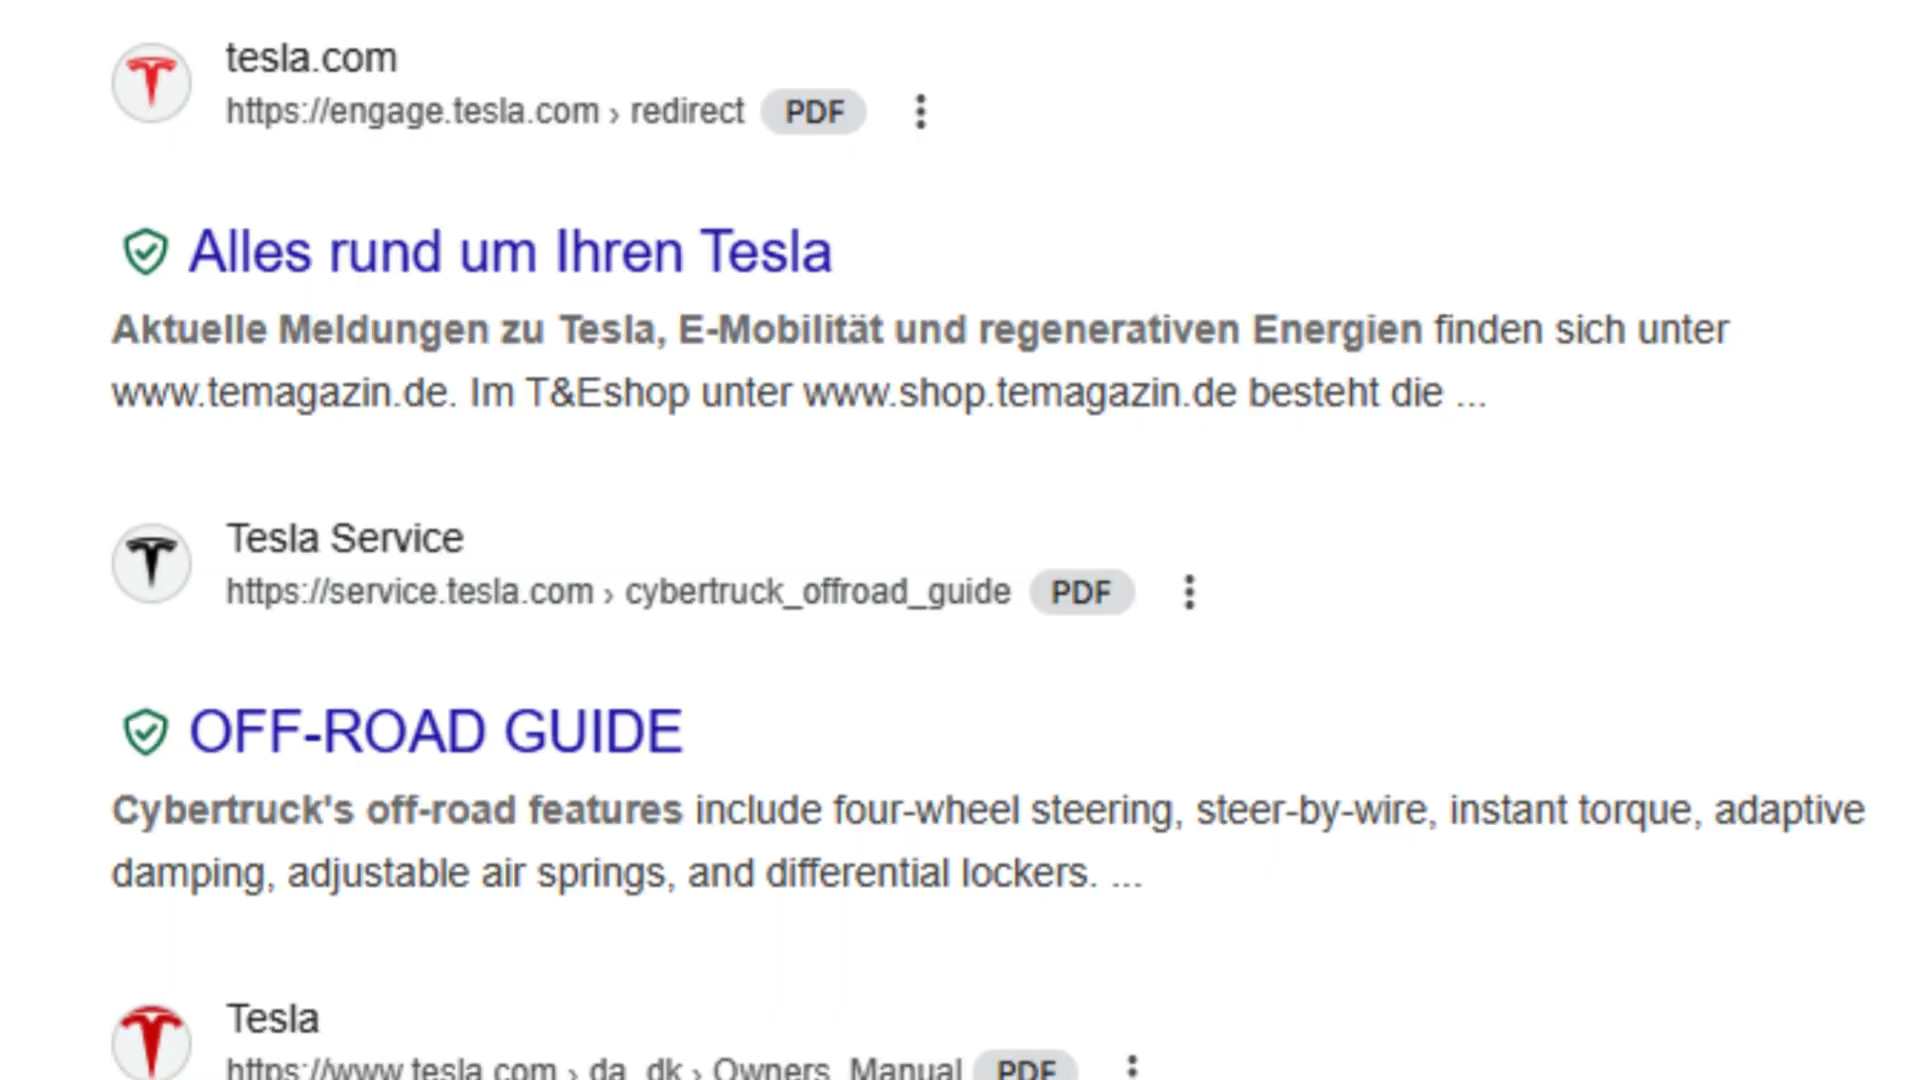 tesla.com
https://engage.tesla.com › redirect PDF
Alles rund um Ihren Tesla
Aktuelle Meldungen zu Tesla, E-Mobilität und regenerativen Energien finden sich unter
www.temagazin.de. Im T&Eshop unter www.shop.temagazin.de besteht die ...
Tesla Service
https://service.tesla.com › cybertruck_offroad_guide PDF
OFF-ROAD GUIDE
Cybertruck's off-road features include four-wheel steering, steer-by-wire, instant torque, adaptive
damping, adjustable air springs, and differential lockers. ...
Tesla
https://www.tesla.com › da_dk › Owners_Manual PDF